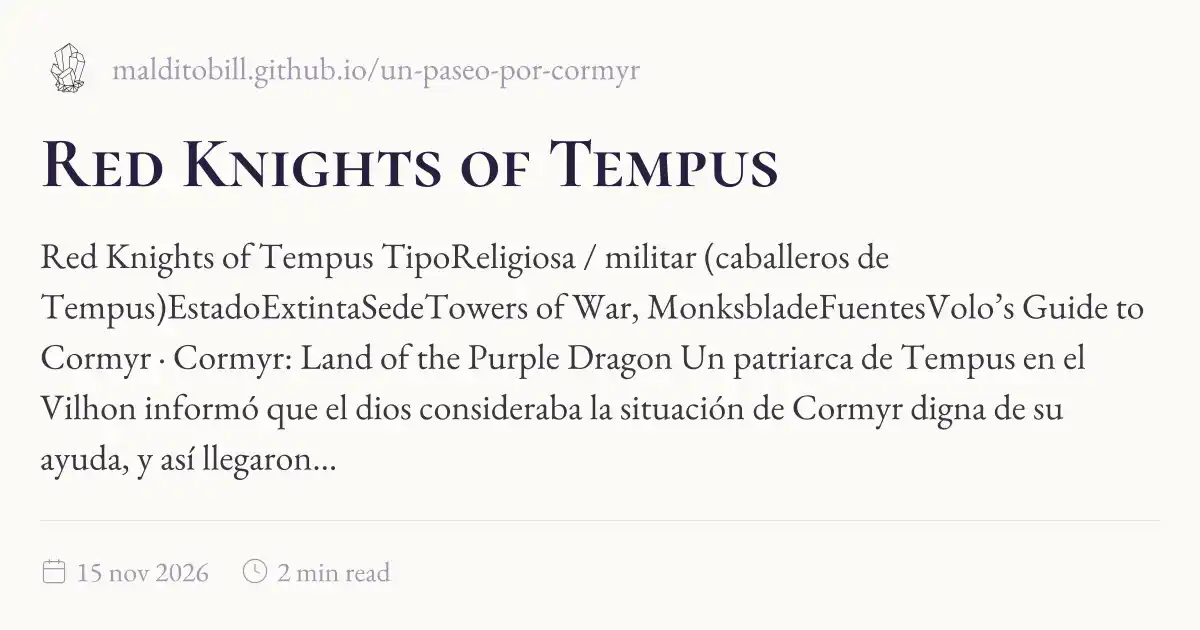 malditobill.github.io/un-paseo-por-cormyr
Red Knights of Tempus
Red Knights of Tempus TipoReligiosa / militar (caballeros de
Tempus)EstadoExtintaSedeTowers of War, MonksbladeFuentesVolo’s Guide to
Cormyr · Cormyr: Land of the Purple Dragon Un patriarca de Tempus en el
Vilhon informó que el dios consideraba la situación de Cormyr digna de su
ayuda, y así llegaron...
15 nov 2026 2 min read